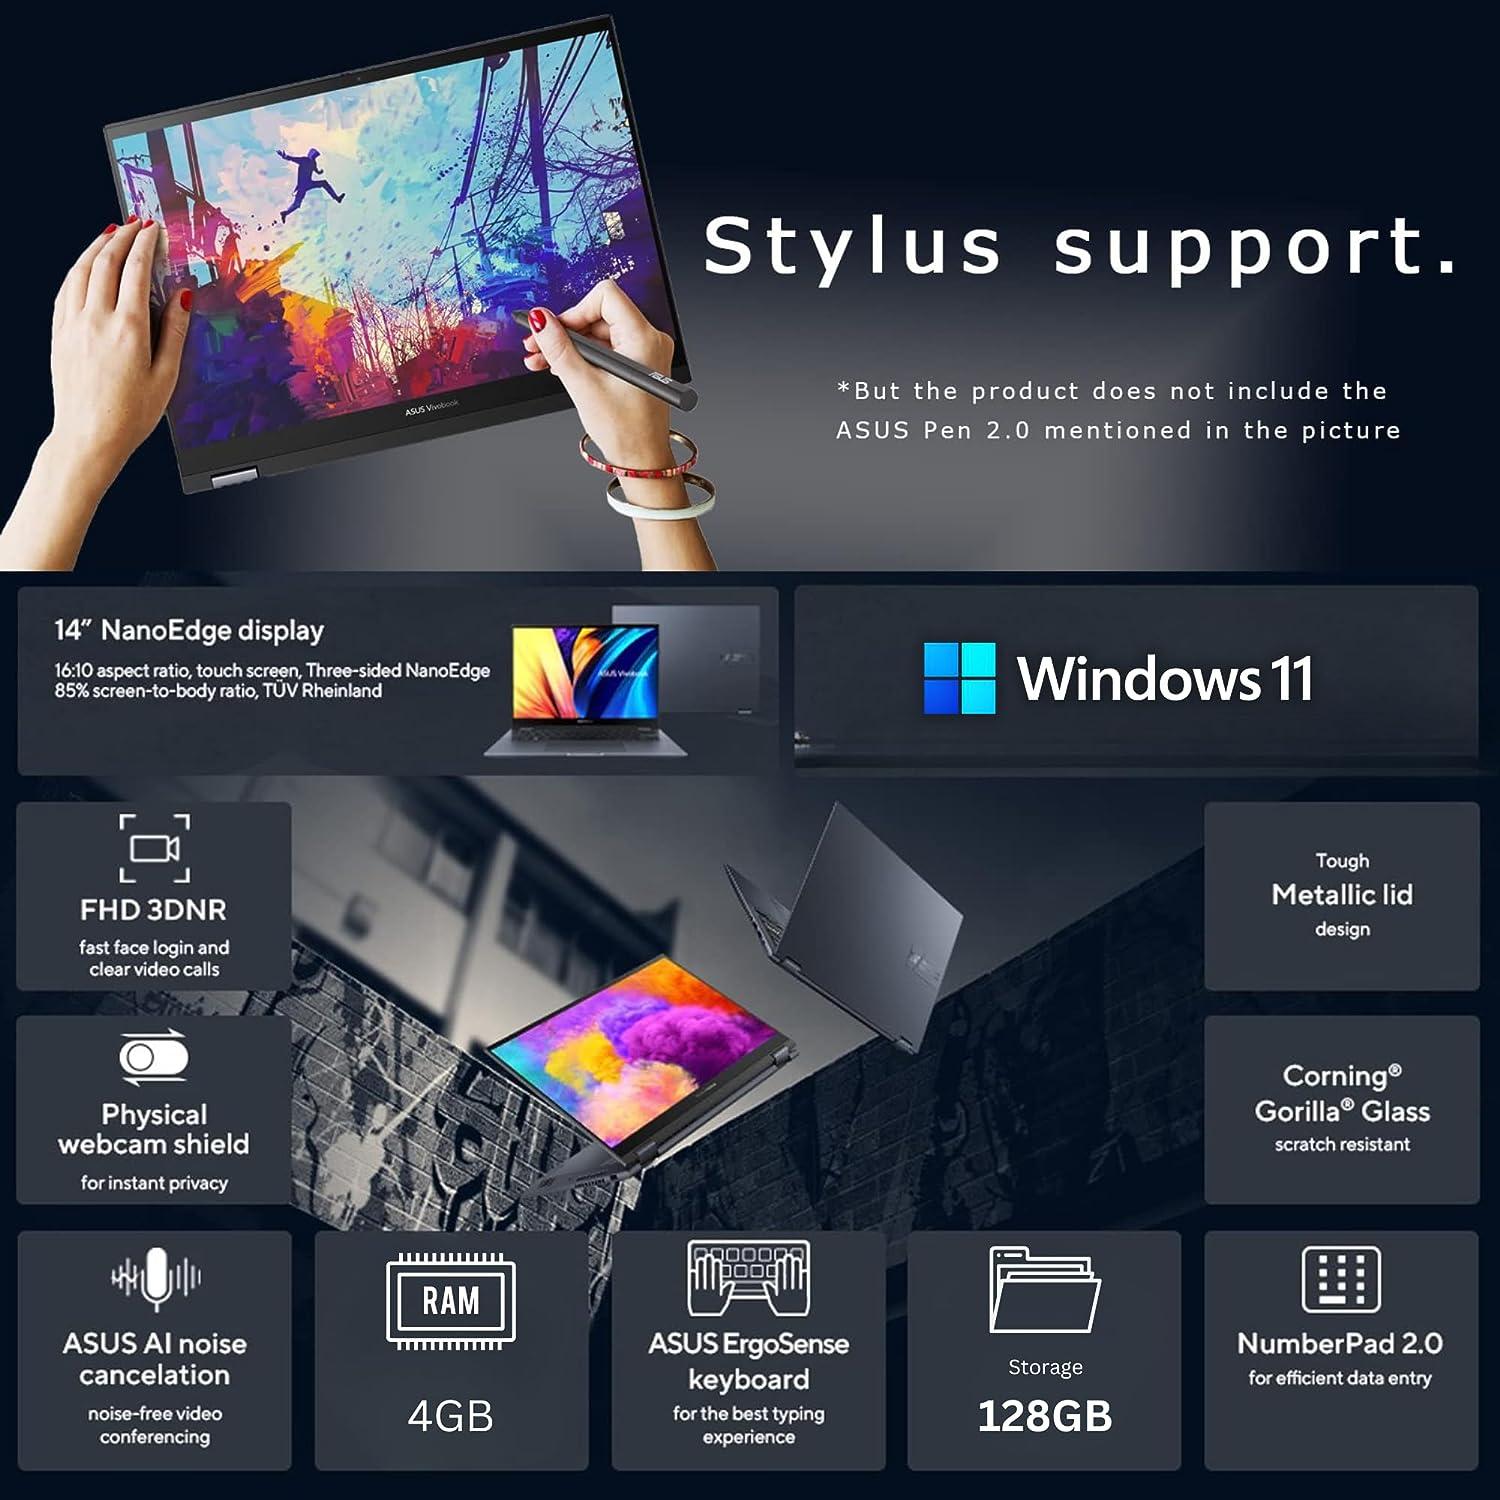 Stylus support.
*But the product does not include the
ASUS Pen 2.0 mentioned in the picture
ASUS Vivobook
ASUS
14” NanoEdge display
16:10 aspect ratio, touch screen, Three-sided NanoEdge
85% screen-to-body ratio, TÜV Rheinland
ASUS Vivobook
Windows 11
FHD 3DNR
fast face login and
clear video calls
Tough
Metallic lid
design
Physical
webcam shield
for instant privacy
Corning®
Gorilla® Glass
scratch resistant
ASUS AI noise
cancelation
noise-free video
conferencing
RAM
4GB
ASUS ErgoSense
keyboard
for the best typing
experience
Storage
128GB
NumberPad 2.0
for efficient data entry